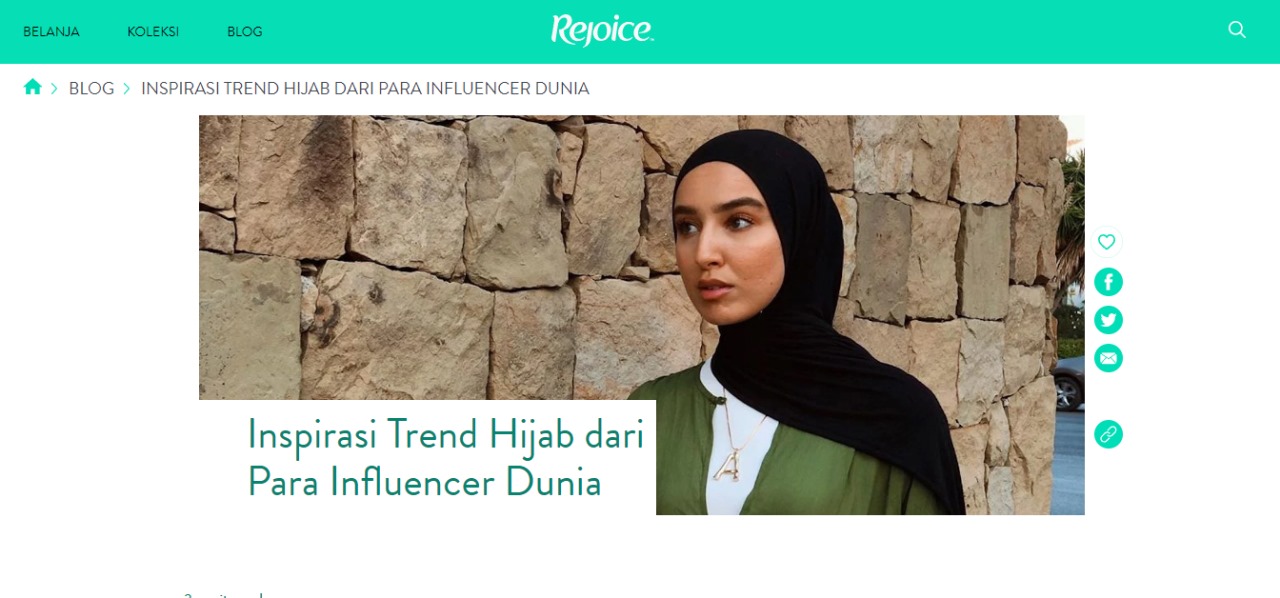 BELANJA KOLEKSI BLOG Rejoice
BLOG INSPIRASI TREND HIJAB DARI PARA INFLUENCER DUNIA
A
Inspirasi Trend Hijab dari
Para Influencer Dunia